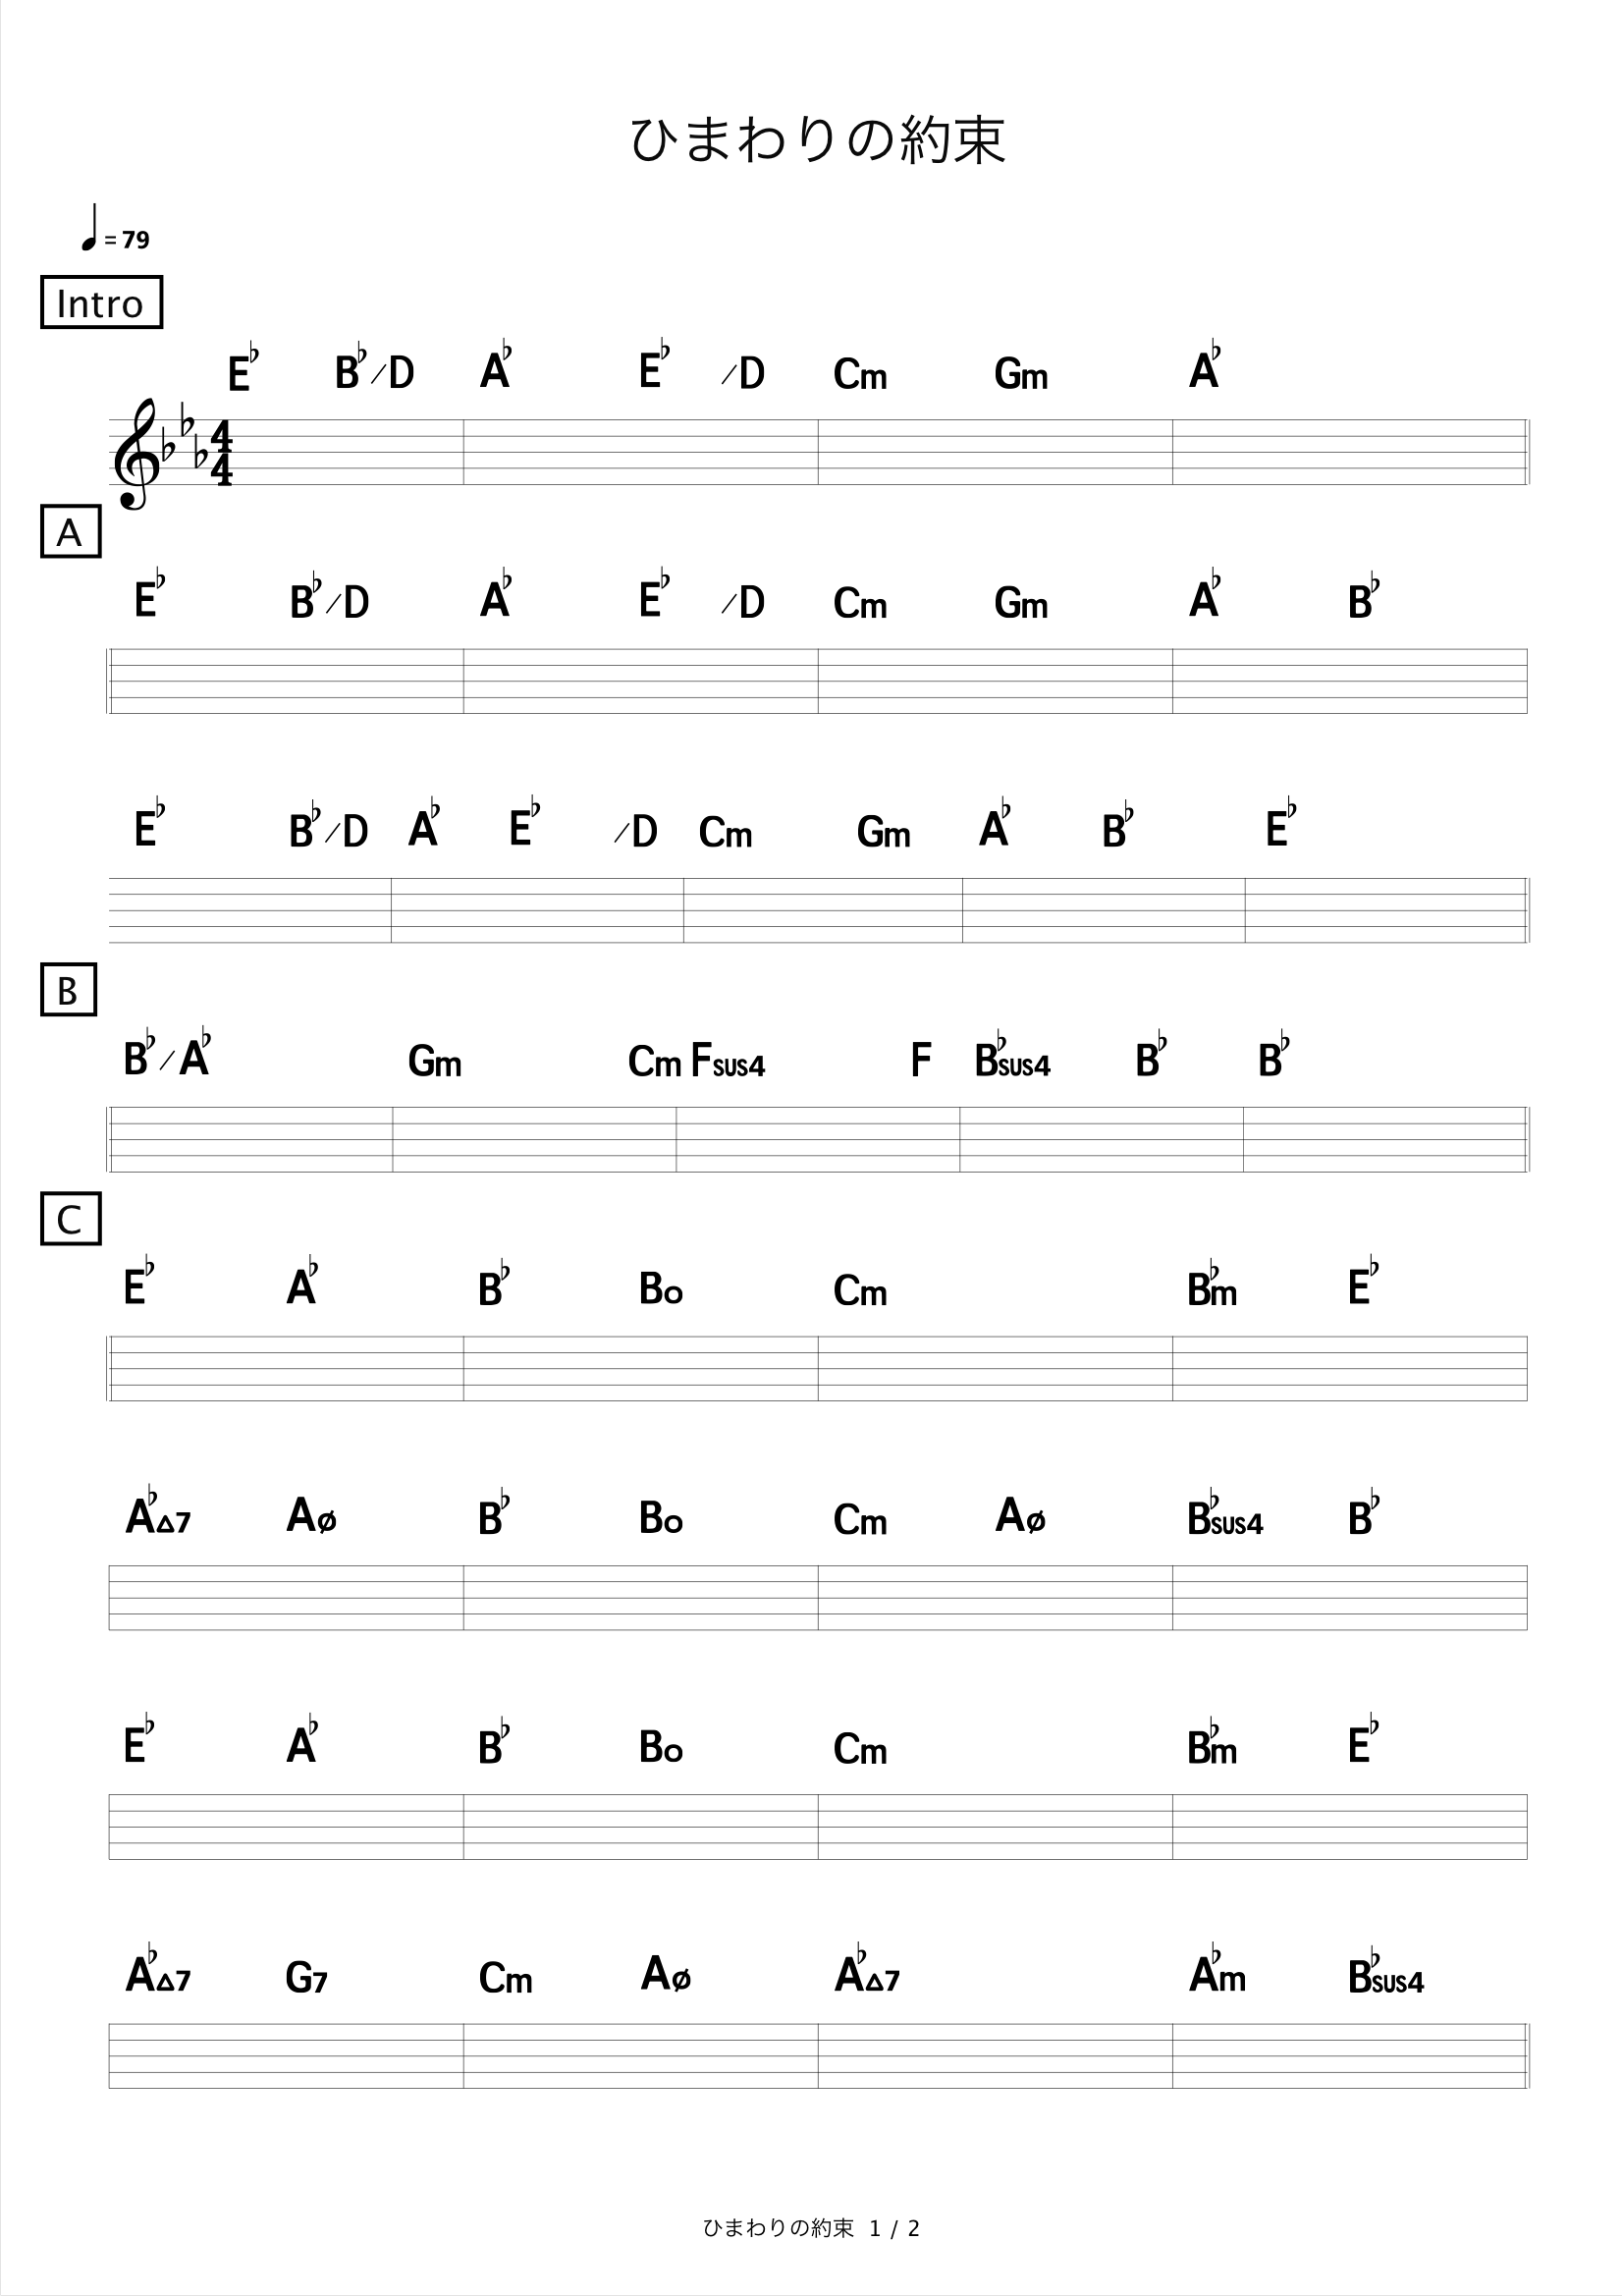 ひまわりの約束
♩= 79
Intro
E♭ B♭/D A♭ E♭ /D Cm Gm A♭
4
4
A
E♭ B♭/D A♭ E♭ /D Cm Gm A♭ B♭
E♭ B♭/D A♭ E♭ /D Cm Gm A♭ B♭ E♭
B
B♭/A♭ Gm Cm Fsus4 F B♭sus4 B♭ B♭
C
E♭ A♭ B♭ Bo Cm B♭m E♭
A♭△7 Aø B♭ Bo Cm Aø B♭sus4 B♭
E♭ A♭ B♭ Bo Cm B♭m E♭
A♭△7 G7 Cm Aø A♭△7 A♭m B♭sus4
ひまわりの約束 1 / 2